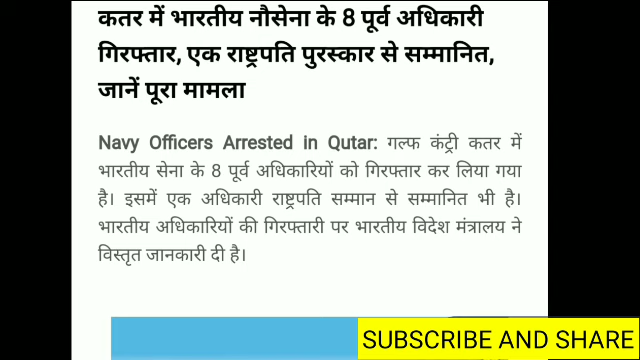 कतर में भारतीय नौसेना के 8 पूर्व अधिकारी
गिरफ्तार, एक राष्ट्रपति पुरस्कार से सम्मानित,
जानें पूरा मामला
Navy Officers Arrested in Qutar: गल्फ कंट्री कतर में
भारतीय सेना के 8 पूर्व अधिकारियों को गिरफ्तार कर लिया गया
है। इसमें एक अधिकारी राष्ट्रपति सम्मान से सम्मानित भी है।
भारतीय अधिकारियों की गिरफ्तारी पर भारतीय विदेश मंत्रालय ने
विस्तृत जानकारी दी है।
SUBSCRIBE AND SHARE